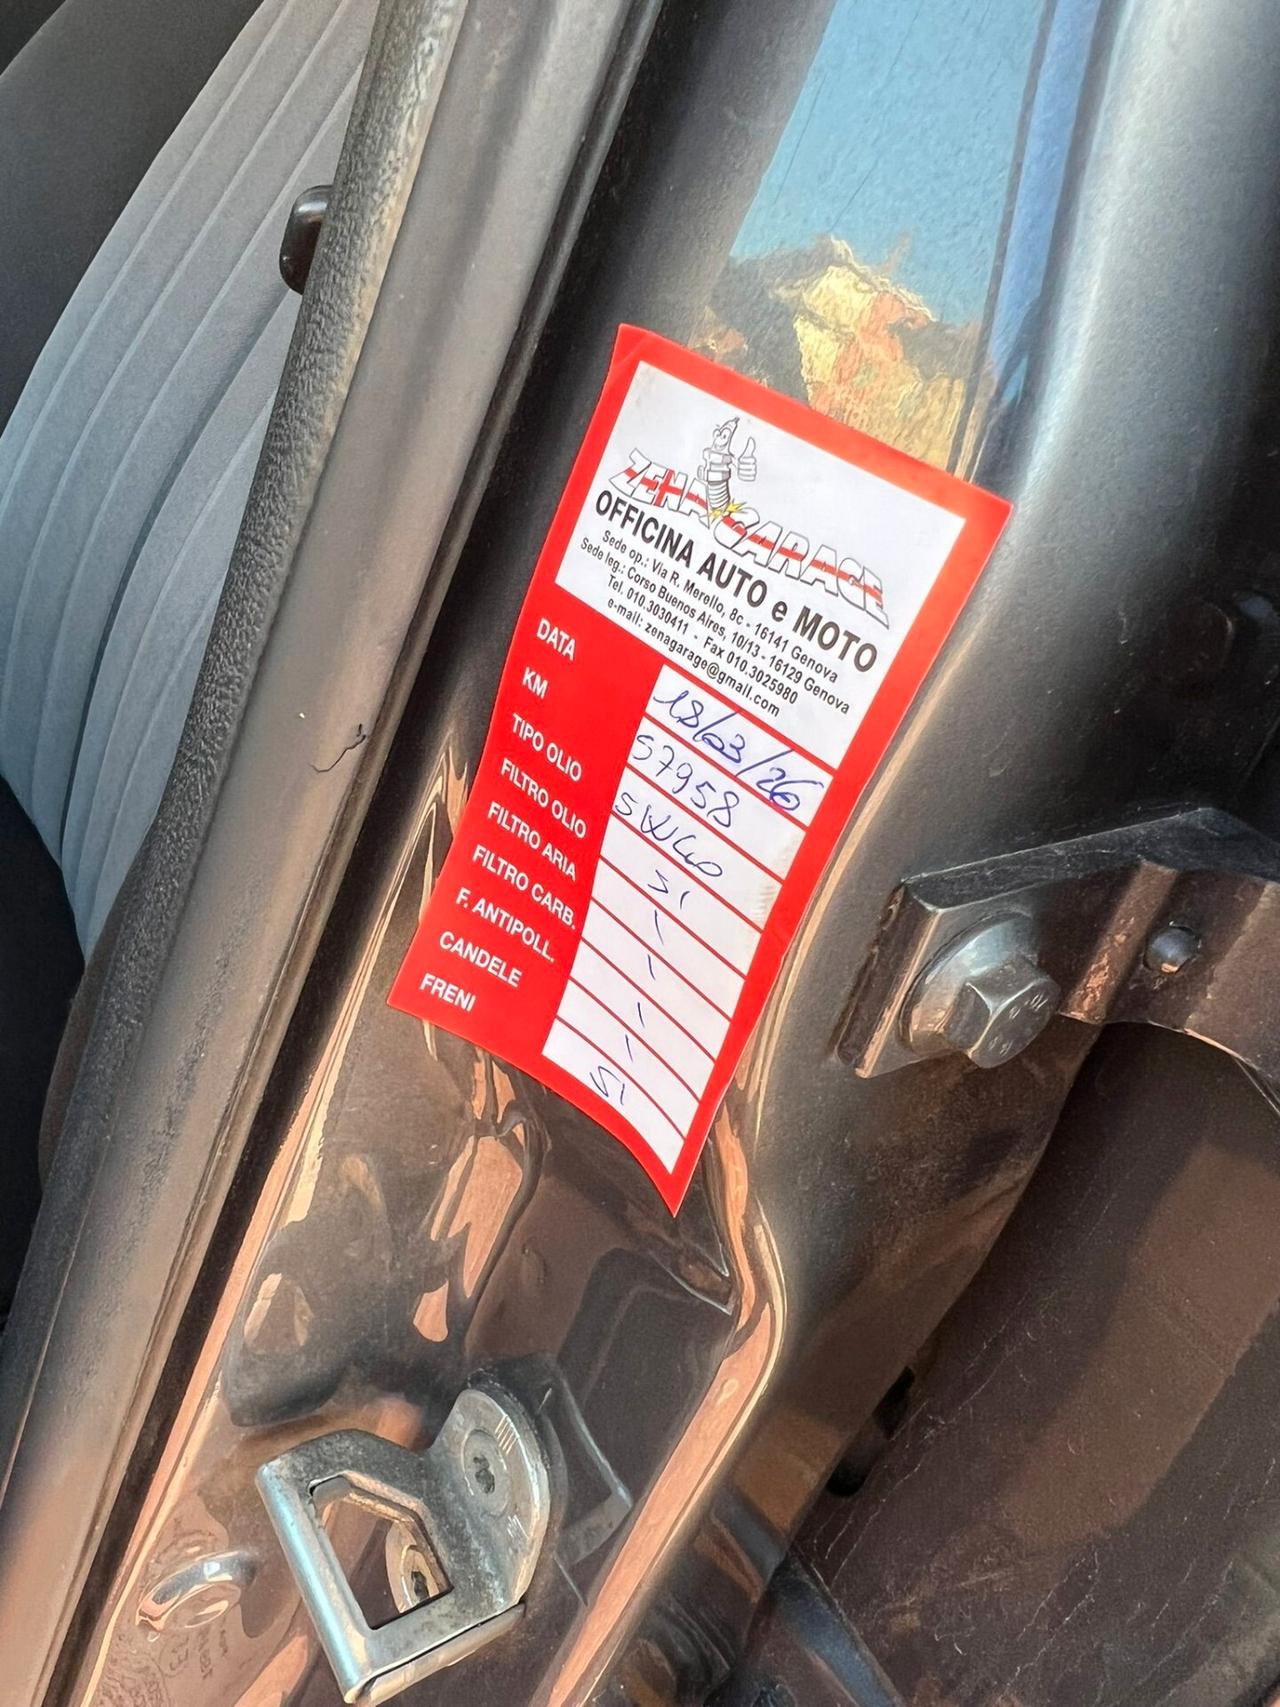 ZENA GARAGE
OFFICINA AUTO e MOTO
Sede op.: Via R. Merello, 8c - 16141 Genova
Sede leg.: Corso Buenos Aires, 10/13 - 16129 Genova
Tel. 010.3030411 - Fax 010.3025980
e-mail: zenagarage@gmail.com
DATA 18/03/26
KM 57958
TIPO OLIO 5W40
FILTRO OLIO SI
FILTRO ARIA \
FILTRO CARB. \
F. ANTIPOLL. \
CANDELE \
FRENI SI